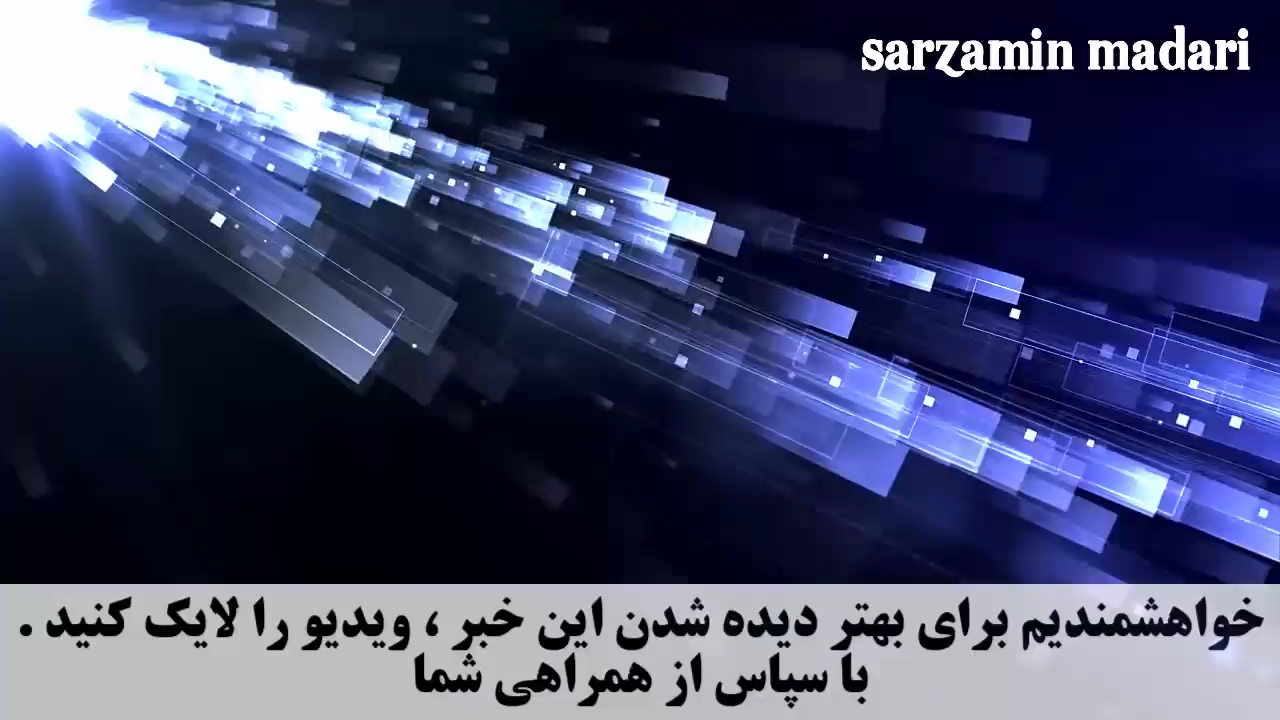 sarzamin madari
خواهشمندیم برای بهتر دیده شدن این خبر ، ویدیو را لایک کنید .
با سپاس از همراهی شما